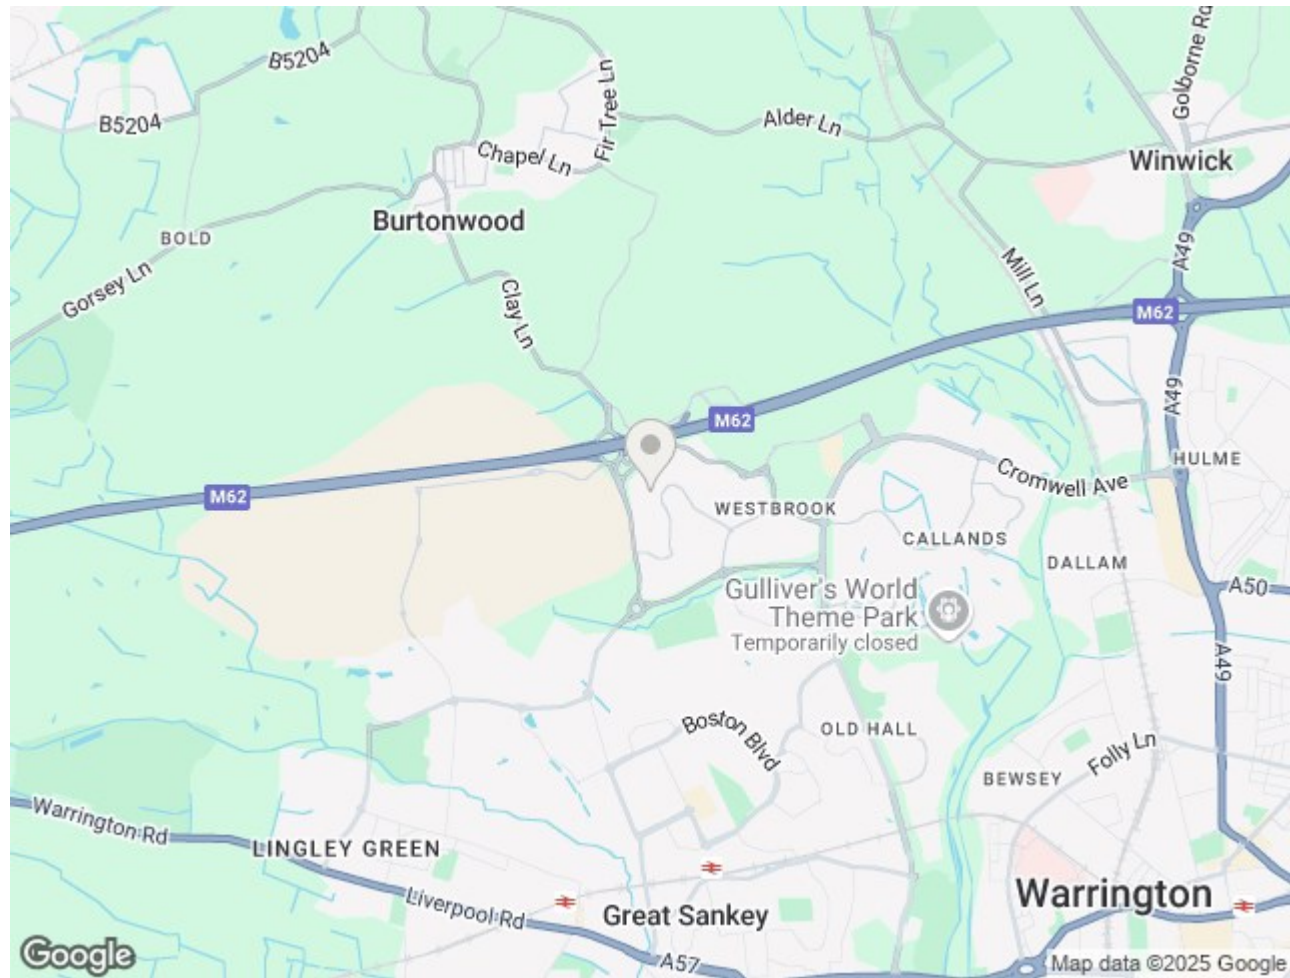 B5204
B5204
Fir Tree Ln
Alder Ln
Golborne Rd
Chapel Ln
Winwick
Burtonwood
BOLD
A49
Gorsey Ln
Clay Ln
Mill Ln
M62
M62
A49
HULME
Cromwell Ave
M62
WESTBROOK
CALLANDS
DALLAM
A50
Gulliver's World
Theme Park
Temporarily closed
A49
Boston Blvd
OLD HALL
Folly Ln
BEWSEY
Warrington Rd
LINGLEY GREEN
Liverpool Rd
Great Sankey
Warrington
A57
Google
Map data ©2025 Google